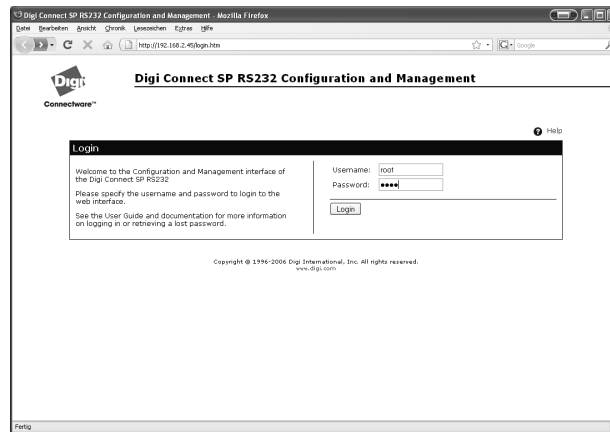 Digi Connect SP RS232 Configuration and Management - Mozilla Firefox
Datei Bearbeiten Ansicht Chronik Lesezeichen Extras Hilfe
http://192.168.2.45/login.htm
Google
Digi
Connectware™
Digi Connect SP RS232 Configuration and Management
Help
Login
Welcome to the Configuration and Management interface of
the Digi Connect SP RS232
Please specify the username and password to login to the
web interface.
See the User Guide and documentation for more information
on logging in or retrieving a lost password.
Username: root
Password: ●●●●
Login
Copyright © 1996-2006 Digi International, Inc. All rights reserved.
www.digi.com
Fertig